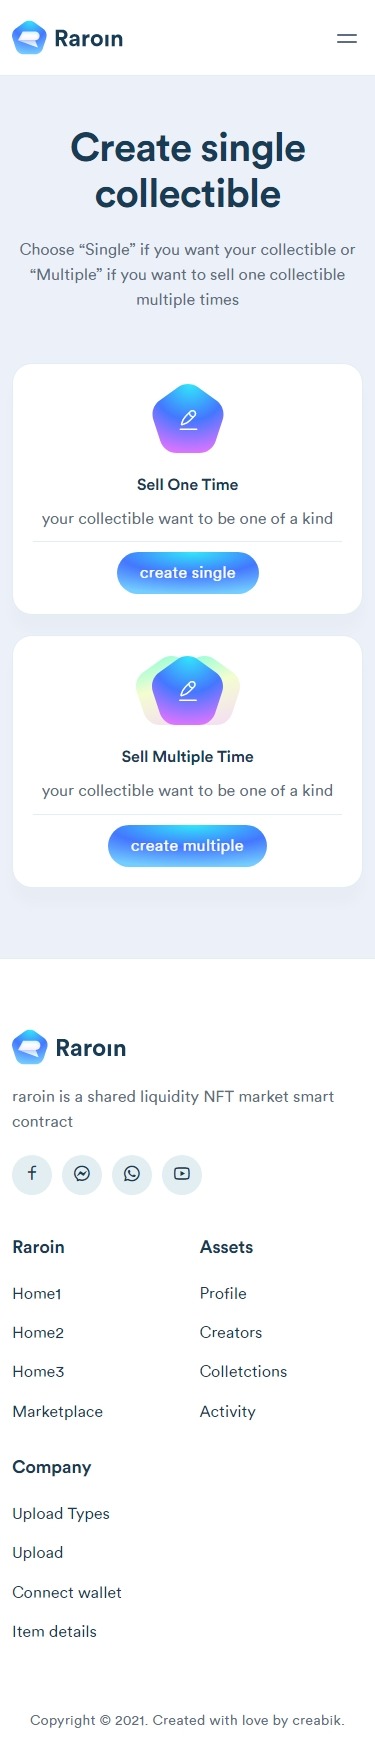 Raroin
Create single
collectible
Choose “Single” if you want your collectible or
“Multiple” if you want to sell one collectible
multiple times
Sell One Time
your collectible want to be one of a kind
create single
Sell Multiple Time
your collectible want to be one of a kind
create multiple
Raroin
raroin is a shared liquidity NFT market smart
contract
Raroin
Home1
Home2
Home3
Marketplace
Assets
Profile
Creators
Colletctions
Activity
Company
Upload Types
Upload
Connect wallet
Item details
Copyright © 2021. Created with love by creabik.